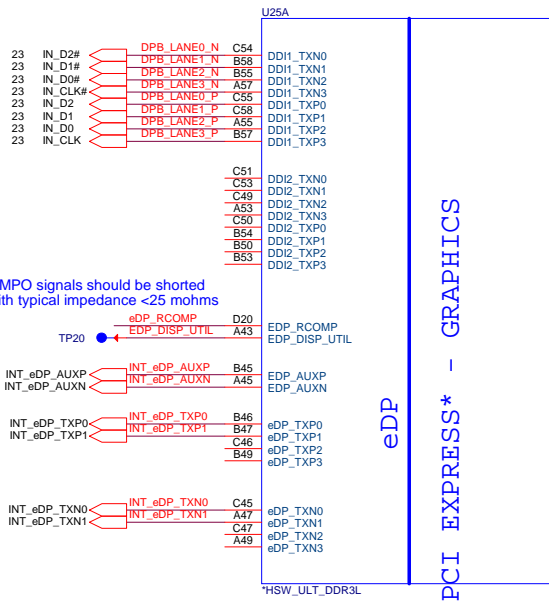 U25A
23 IN_D2# DPB_LANE0_N C54 DDI1_TXN0
23 IN_D1# DPB_LANE1_N B58 DDI1_TXN1
23 IN_D0# DPB_LANE2_N B55 DDI1_TXN2
23 IN_CLK# DPB_LANE3_N A57 DDI1_TXN3
23 IN_D2 DPB_LANE0_P C55 DDI1_TXP0
23 IN_D1 DPB_LANE1_P C58 DDI1_TXP1
23 IN_D0 DPB_LANE2_P A55 DDI1_TXP2
23 IN_CLK DPB_LANE3_P B57 DDI1_TXP3
C51 DDI2_TXN0
C53 DDI2_TXN1
C49 DDI2_TXN2
A53 DDI2_TXN3
C50 DDI2_TXP0
B54 DDI2_TXP1
B50 DDI2_TXP2
B53 DDI2_TXP3
MPO signals should be shorted
ith typical impedance <25 mohms
eDP_RCOMP D20 EDP_RCOMP
TP20 EDP_DISP_UTIL A43 EDP_DISP_UTIL
INT_eDP_AUXP INT_eDP_AUXP B45 EDP_AUXP
INT_eDP_AUXN INT_eDP_AUXN A45 EDP_AUXN
INT_eDP_TXP0 INT_eDP_TXP0 B46 eDP_TXP0
INT_eDP_TXP1 INT_eDP_TXP1 B47 eDP_TXP1
C46 eDP_TXP2
B49 eDP_TXP3
INT_eDP_TXN0 INT_eDP_TXN0 C45 eDP_TXN0
INT_eDP_TXN1 INT_eDP_TXN1 A47 eDP_TXN1
C47 eDP_TXN2
A49 eDP_TXN3
eDP
PCI EXPRESS* - GRAPHICS
*HSW_ULT_DDR3L